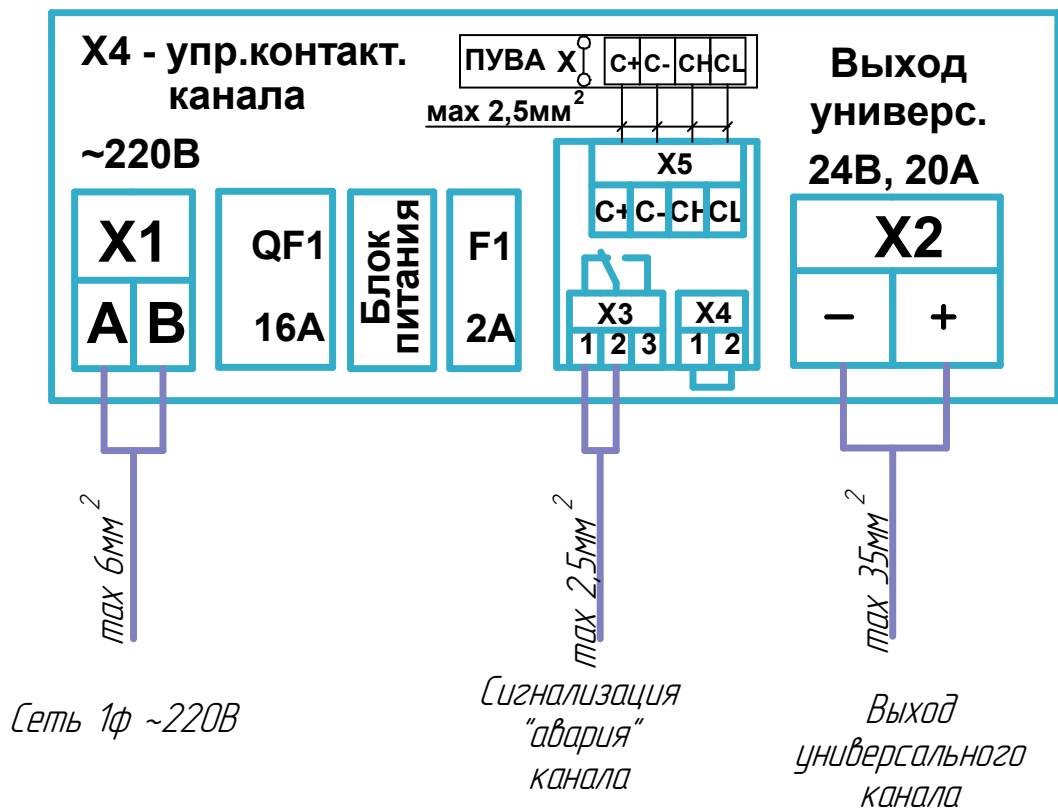 X4 - упр.контакт.
канала
~220В
ПУВА X C+ C- CH CL
max 2,5мм²
Выход
универс.
24В, 20А
X1
A B
QF1
16А
Блок
питания
F1
2А
X5
C+ C- CH CL
X3
1 2 3
X4
1 2
X2
− +
max 6мм²
max 2,5мм²
max 35мм²
Сеть 1ф ~220В
Сигнализация
"авария"
канала
Выход
универсального
канала